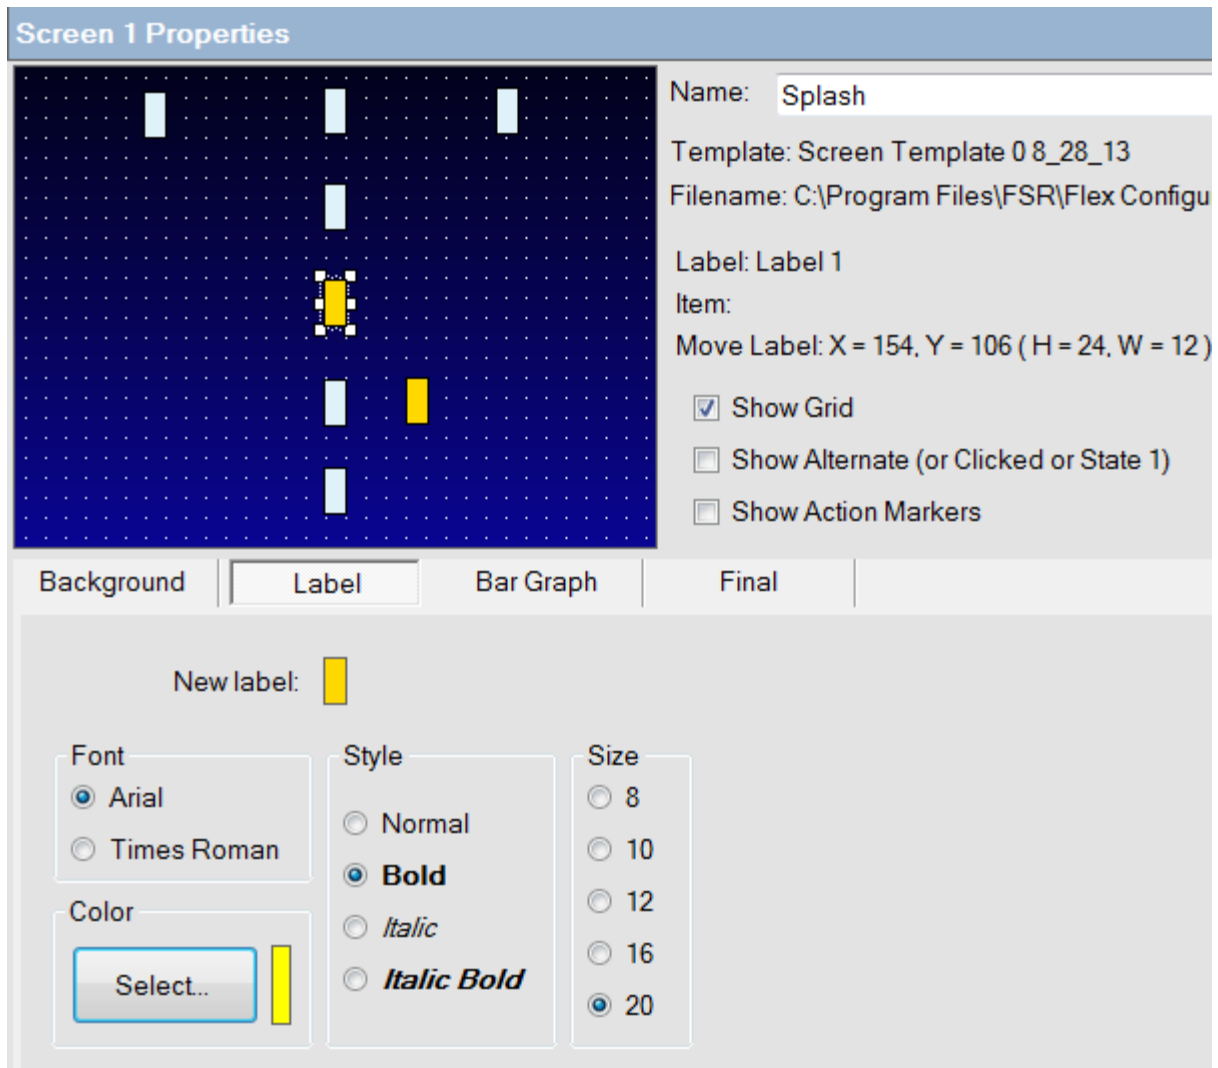 Screen 1 Properties
Name: Splash
Template: Screen Template 0 8_28_13
Filename: C:\Program Files\FSR\Flex Configu
Label: Label 1
Item:
Move Label: X = 154, Y = 106 ( H = 24, W = 12 )
Show Grid
Show Alternate (or Clicked or State 1)
Show Action Markers
Background Label Bar Graph Final
New label:
Font
Arial
Times Roman
Color
Select...
Style
Normal
Bold
Italic
Italic Bold
Size
8
10
12
16
20